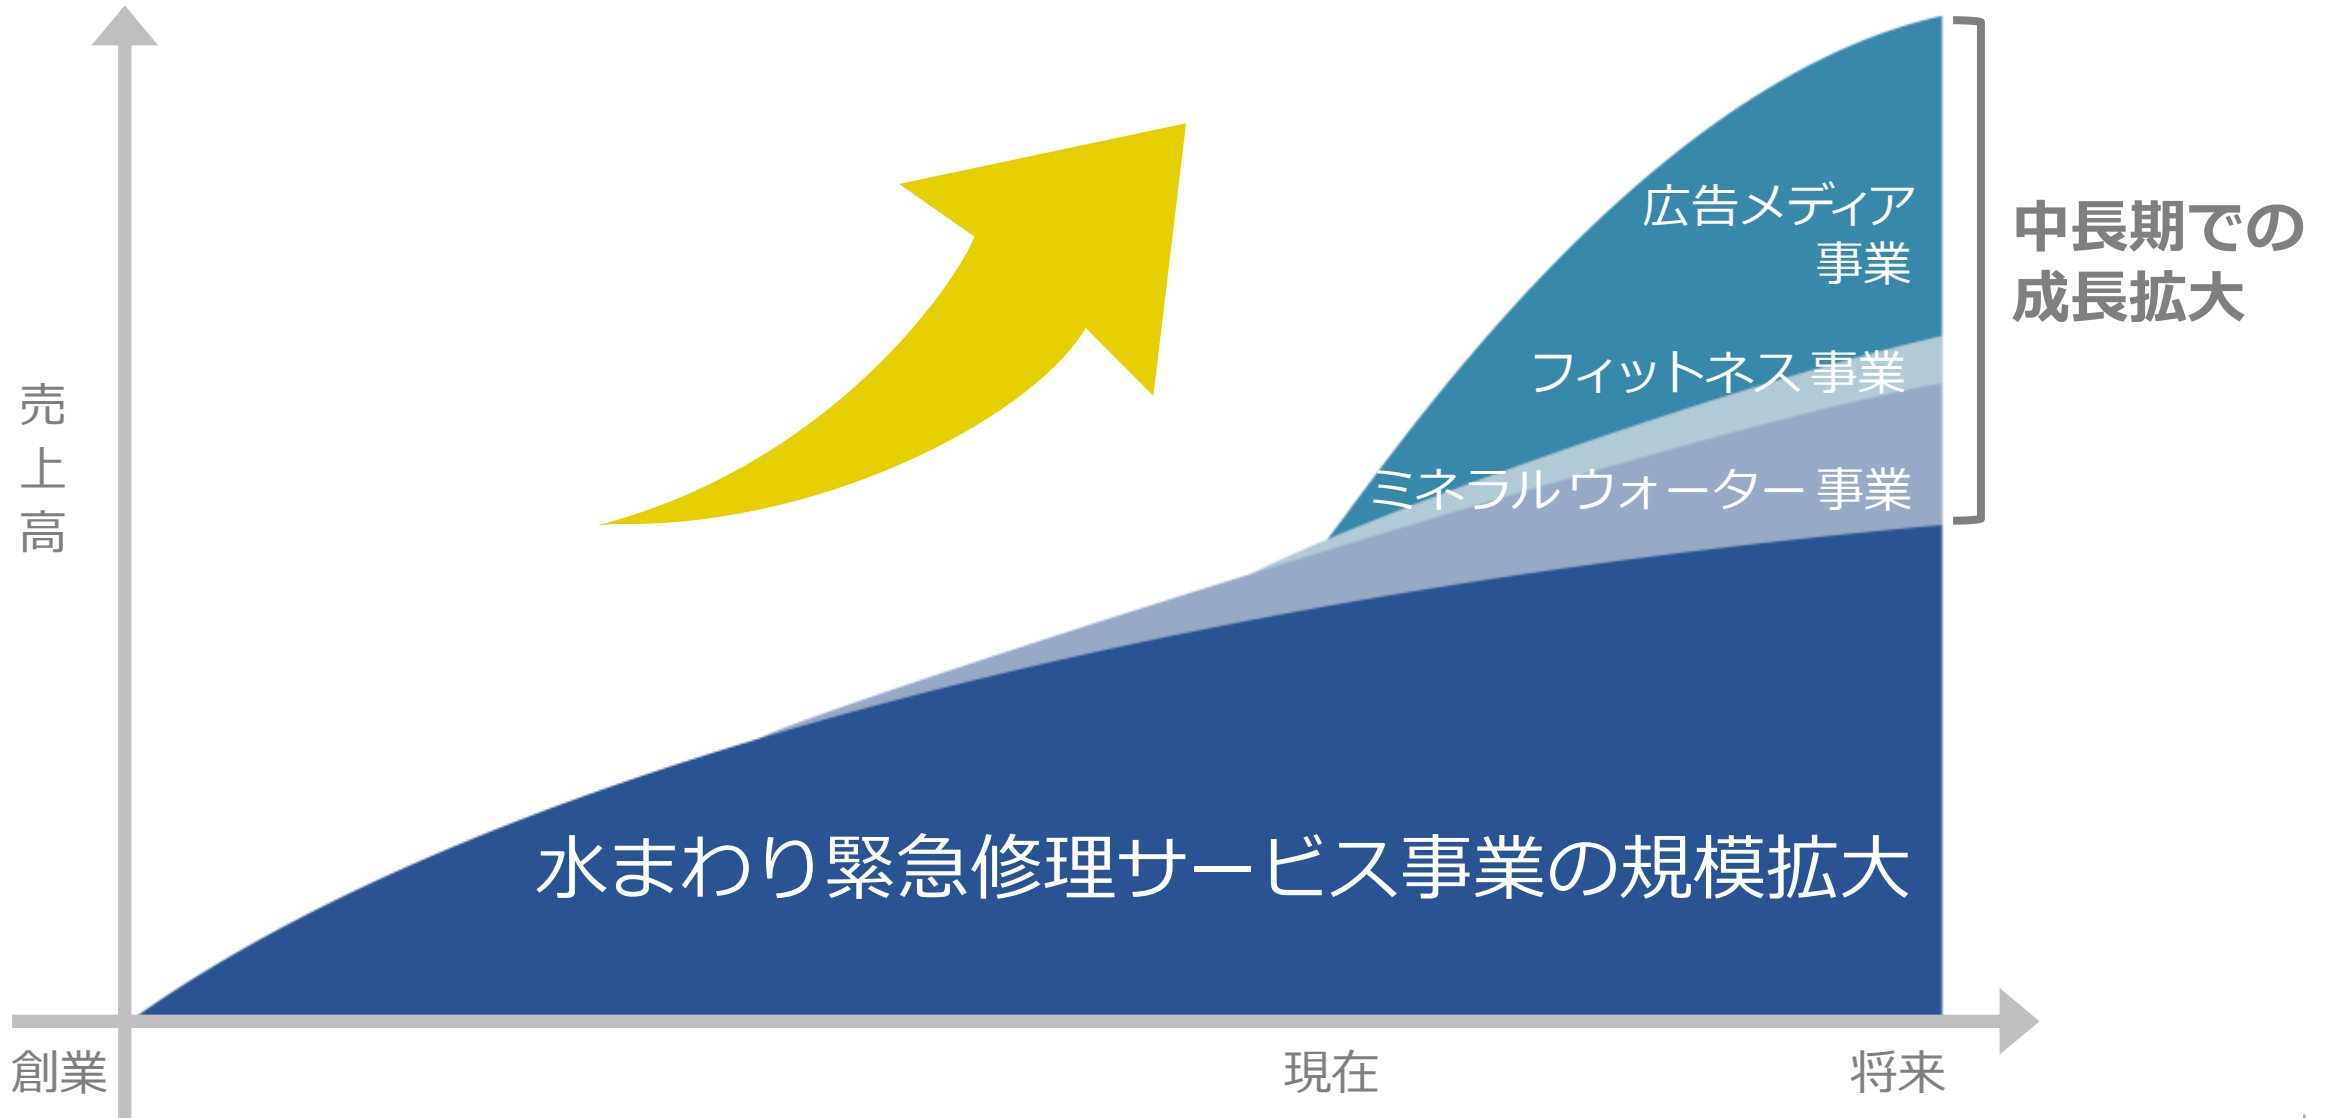 売上高
広告メディア
事業
フィットネス事業
ミネラルウォーター事業
中長期での
成長拡大
水まわり緊急修理サービス事業の規模拡大
創業
現在
将来